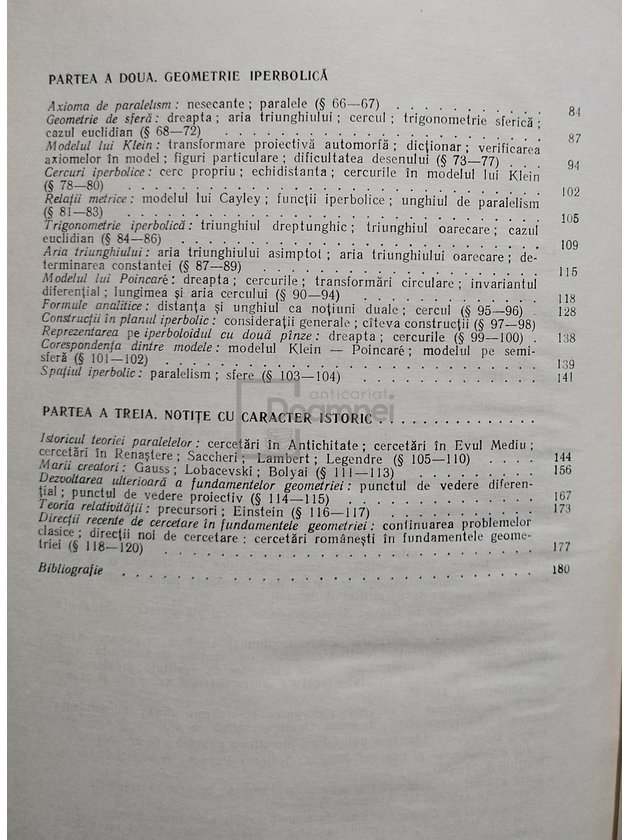 PARTEA A DOUA. GEOMETRIE IPERBOLICĂ
Axioma de paralelism : nesecante ; paralele (§ 66—67) . . . . . . . . . . 84
Geometrie de sferă : dreapta ; aria triunghiului ; cercul ; trigonometrie sferică ;
cazul euclidian (§ 68—72) . . . . . . . . . . . . . . . . . . . . . . 87
Modelul lui Klein : transformare proiectivă automorfă ; dicționar ; verificarea
axiomelor în model ; figuri particulare ; dificultatea desenului (§ 73—77) . . . 94
Cercuri iperbolice : cerc propriu ; echidistanta ; cercurile în modelul lui Klein
(§ 78—80) . . . . . . . . . . . . . . . . . . . . . . . . . . . . 102
Relații metrice : modelul lui Cayley ; funcții iperbolice ; unghiul de paralelism
(§ 81—83) . . . . . . . . . . . . . . . . . . . . . . . . . . . . 105
Trigonometrie iperbolică : triunghiul dreptunghic ; triunghiul oarecare ; cazul
euclidian (§ 84—86) . . . . . . . . . . . . . . . . . . . . . . . . 109
Aria triunghiului : aria triunghiului asimptot ; aria triunghiului oarecare ; de-
terminarea constantei (§ 87—89) . . . . . . . . . . . . . . . . . . . 115
Modelul lui Poincaré : dreapta ; cercurile ; transformări circulare ; invariantul
diferențial ; lungimea și aria cercului (§ 90—94) . . . . . . . . . . . . 118
Formule analitice : distanța și unghiul ca noțiuni duale ; cercul (§ 95—96) . 128
Construcții în planul iperbolic : considerații generale ; cîteva construcții (§ 97—98)
Reprezentarea pe iperboloidul cu două pînze : dreapta ; cercurile (§ 99—100) . 138
Corespondența dintre modele : modelul Klein — Poincaré ; modelul pe semi-
sferă (§ 101—102) . . . . . . . . . . . . . . . . . . . . . . . . . 139
Spațiul iperbolic : paralelism ; sfere (§ 103—104) . . . . . . . . . . . . 141
anticariat
Doamnei
PARTEA A TREIA. NOTIȚE CU CARACTER ISTORIC . . . . . . . . . . . .
Istoricul teoriei paralelelor : cercetări în Antichitate ; cercetări în Evul Mediu ;
cercetări în Renaștere ; Saccheri ; Lambert ; Legendre (§ 105—110) . . . . 144
Marii creatori : Gauss ; Lobacevski ; Bolyai (§ 111—113) . . . . . . . . . 156
Dezvoltarea ulterioară a fundamentelor geometriei : punctul de vedere diferen-
țial ; punctul de vedere proiectiv (§ 114—115) . . . . . . . . . . . . . 167
Teoria relativității : precursori ; Einstein (§ 116—117) . . . . . . . . . . 173
Direcții recente de cercetare în fundamentele geometriei : continuarea problemelor
clasice ; direcții noi de cercetare ; cercetări românești în fundamentele geome-
triei (§ 118—120) . . . . . . . . . . . . . . . . . . . . . . . . . 177
Bibliografie . . . . . . . . . . . . . . . . . . . . . . . . . . . . 180